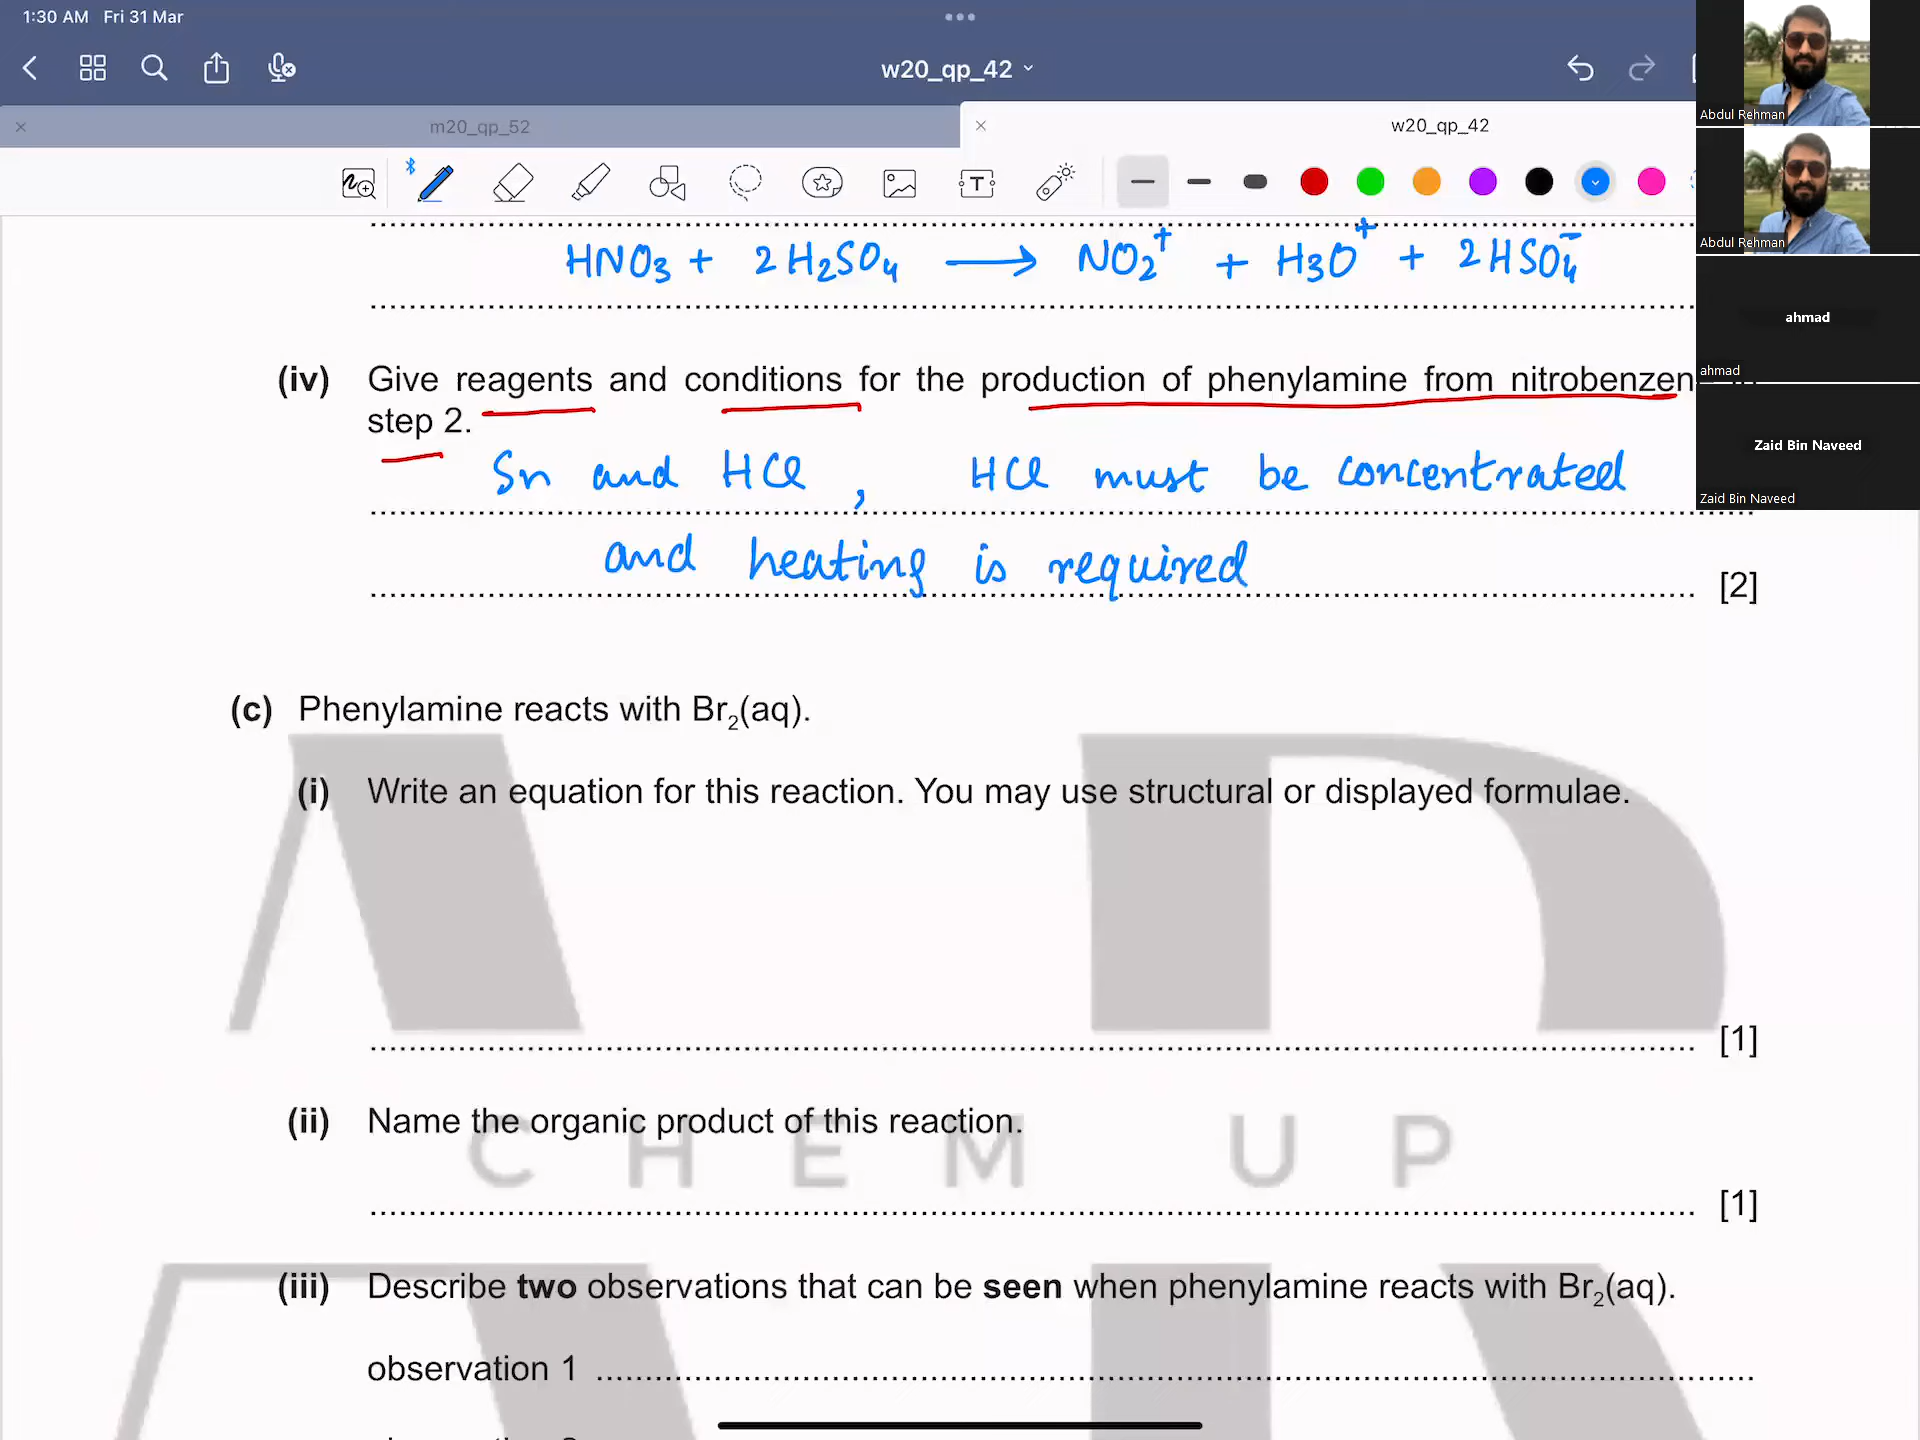 1:30 AM Fri 31 Mar
w20_qp_42
m20_qp_52
w20_qp_42
HNO3 + 2H2SO4 → NO2+ + H3O+ + 2HSO4−
(iv) Give reagents and conditions for the production of phenylamine from nitrobenzen
step 2.
Sn and HCl , HCl must be concentrated
and heating is required
[2]
(c) Phenylamine reacts with Br2(aq).
(i) Write an equation for this reaction. You may use structural or displayed formulae.
[1]
(ii) Name the organic product of this reaction.
CHEM UP
[1]
(iii) Describe two observations that can be seen when phenylamine reacts with Br2(aq).
observation 1
Abdul Rehman
Abdul Rehman
ahmad
ahmad
Zaid Bin Naveed
Zaid Bin Naveed